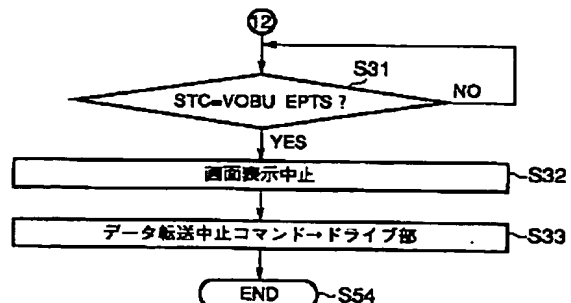 12
S31
STC=VOBU EPTS ?
NO
YES
画面表示中止
S32
データ転送中止コマンド→ドライブ部
S33
END
S54